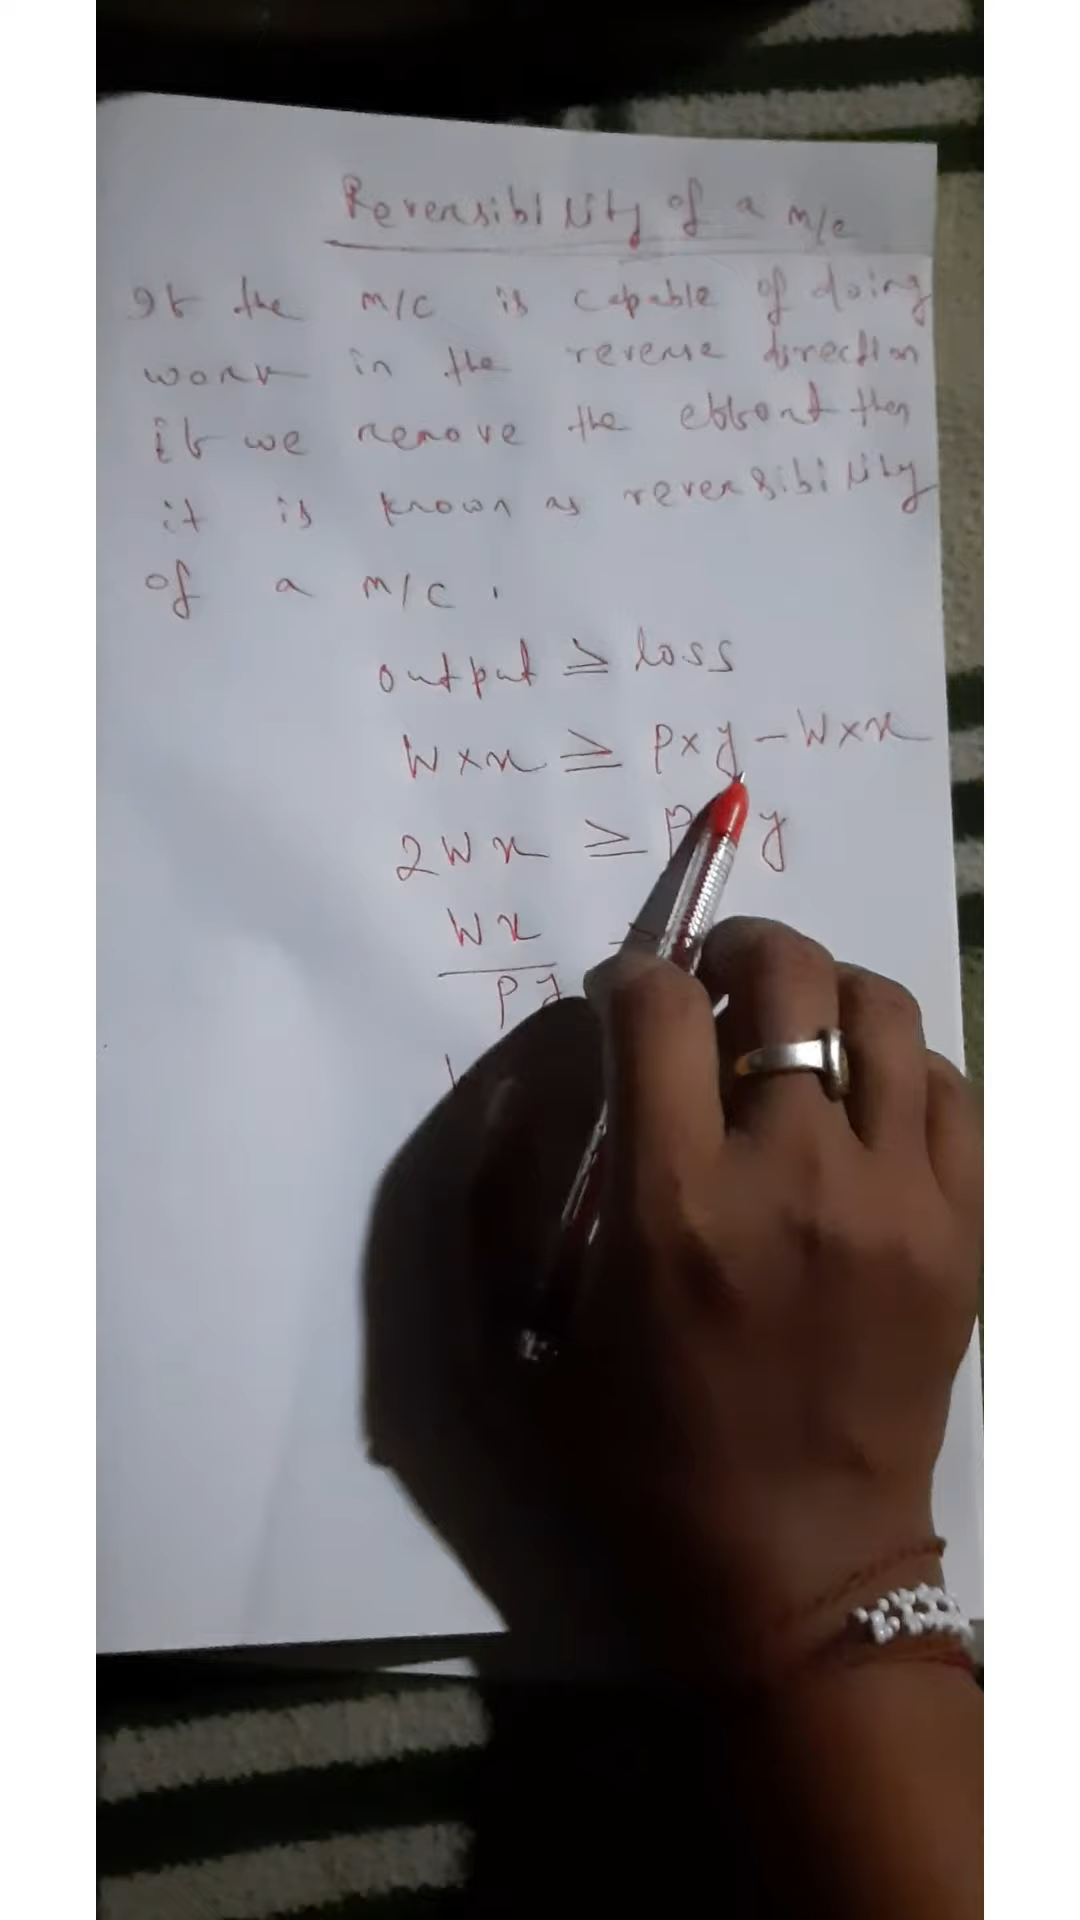 Reversibility of a m/c
If the m/c is capable of doing
work in the reverse direction
if we remove the effort then
it is known as reversibility
of a m/c.
output ≥ loss
W×x ≥ P×y - W×x
2Wx ≥ P y
Wx
P y